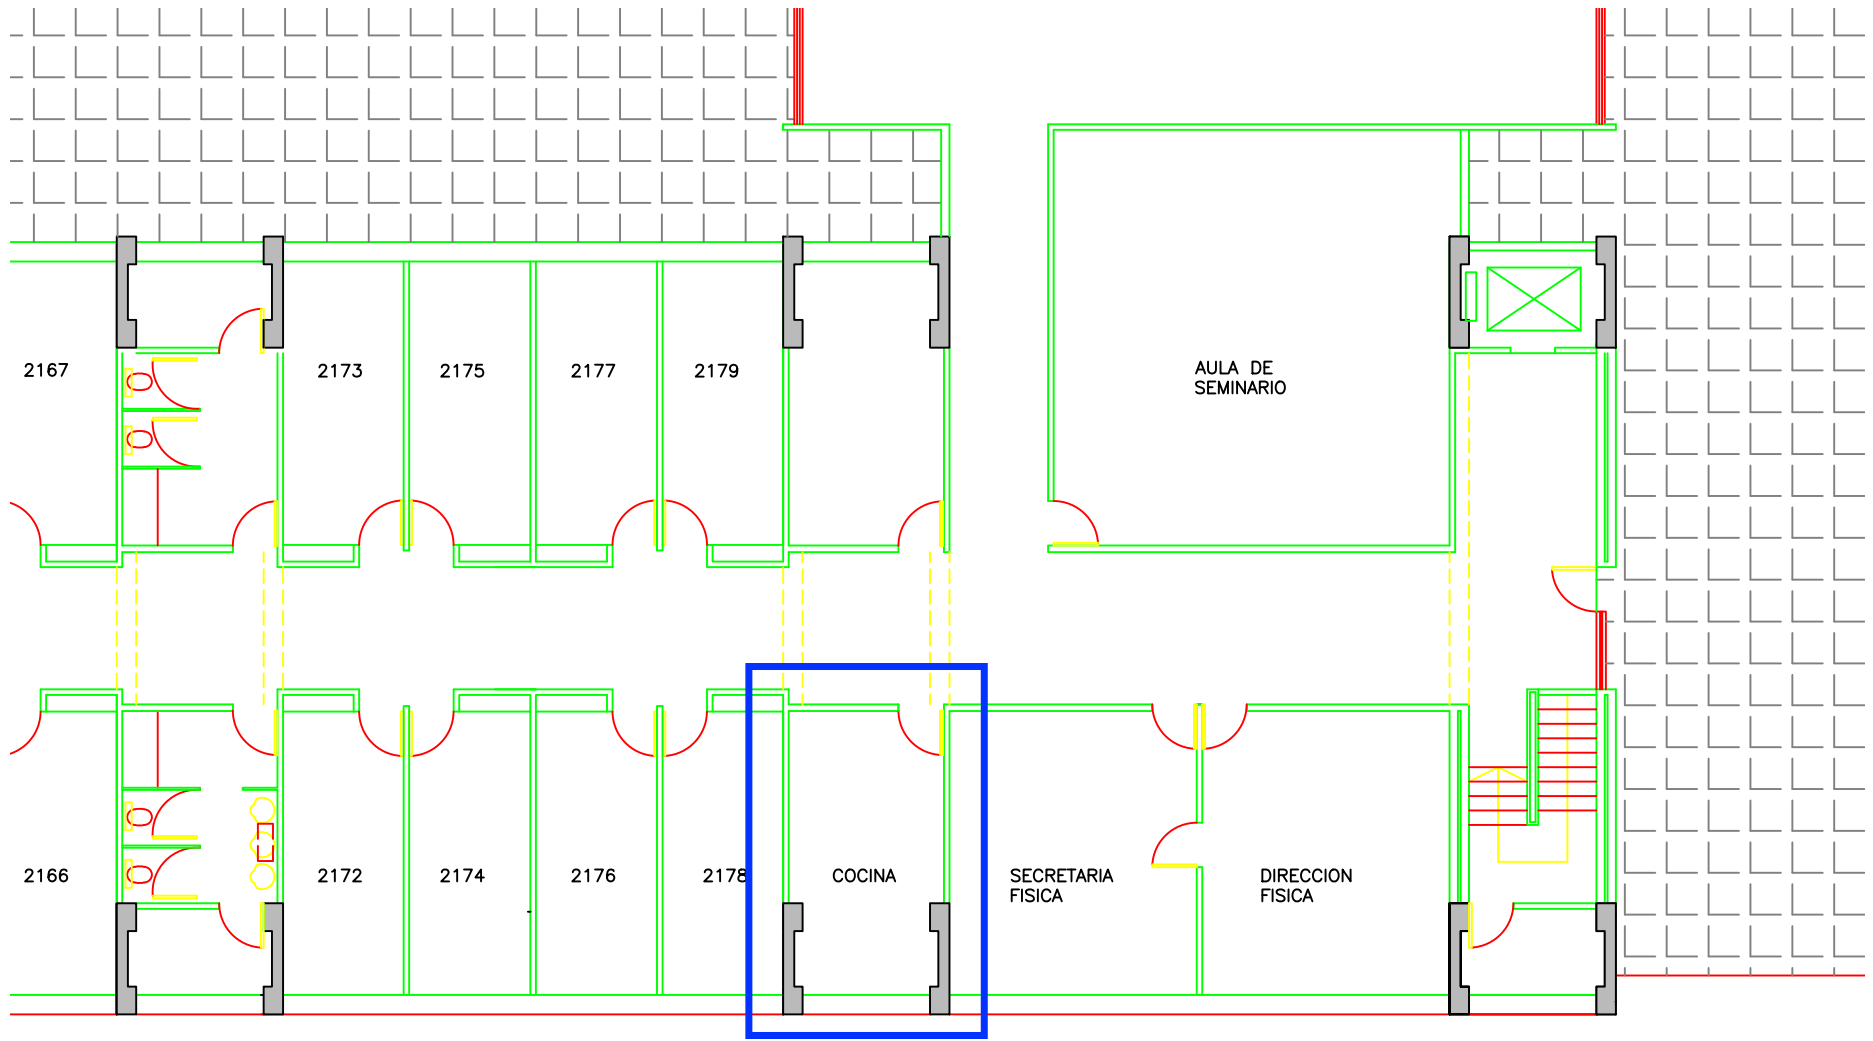 AULA DE
SEMINARIO
2167
2173
2175
2177
2179
2166
2172
2174
2176
2178
COCINA
SECRETARIA
FISICA
DIRECCION
FISICA